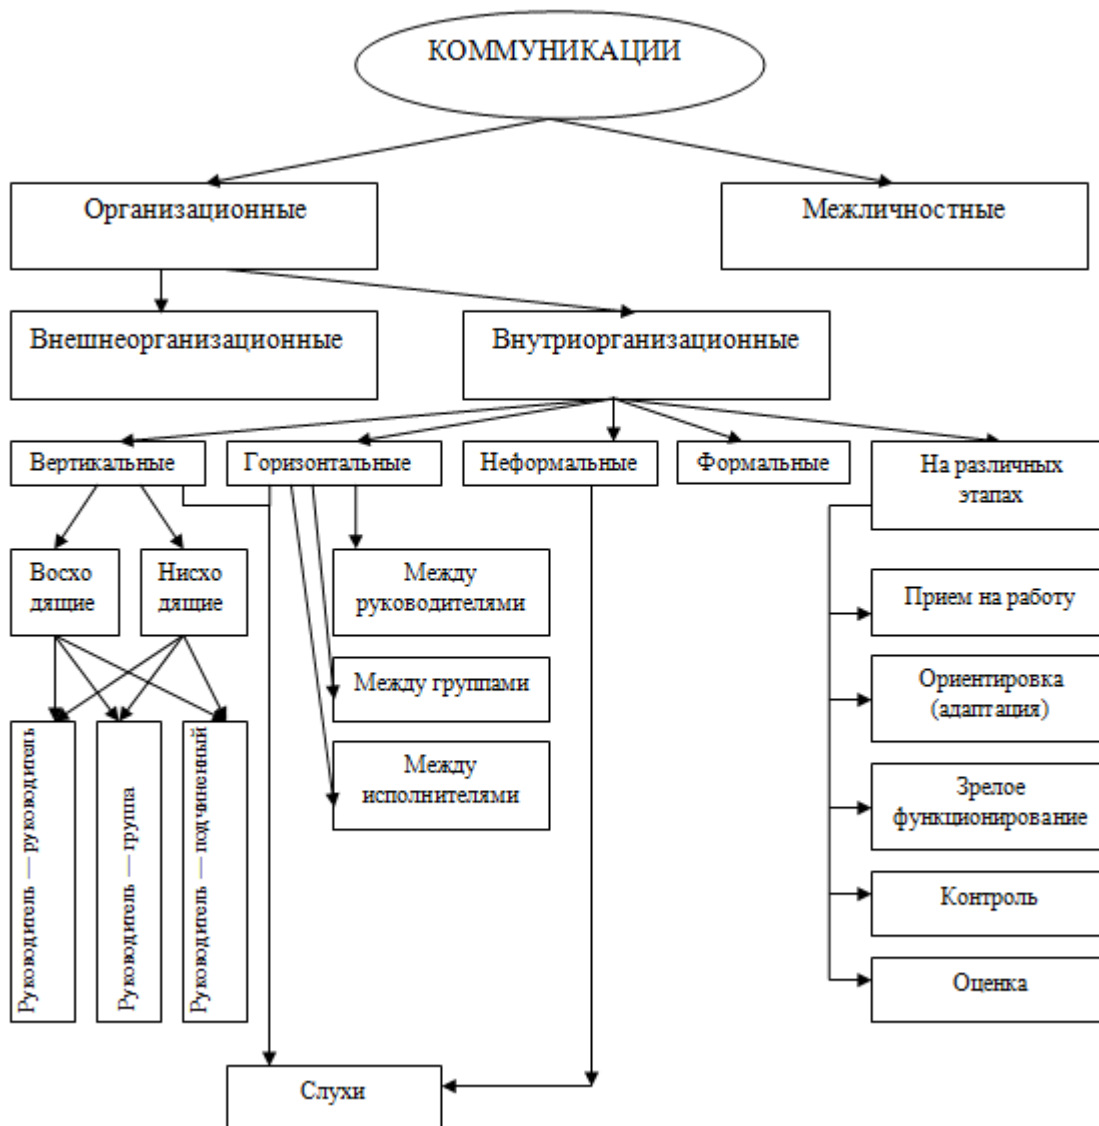 КОММУНИКАЦИИ
Организационные
Межличностные
Внешнеорганизационные
Внутриорганизационные
Вертикальные
Горизонтальные
Неформальные
Формальные
На различных
этапах
Восхо
дящие
Нисхо
дящие
Между
руководителями
Между группами
Между
исполнителями
Прием на работу
Ориентировка
(адаптация)
Зрелое
функционирование
Контроль
Оценка
Руководитель — руководитель
Руководитель — группа
Руководитель — подчиненный
Слухи